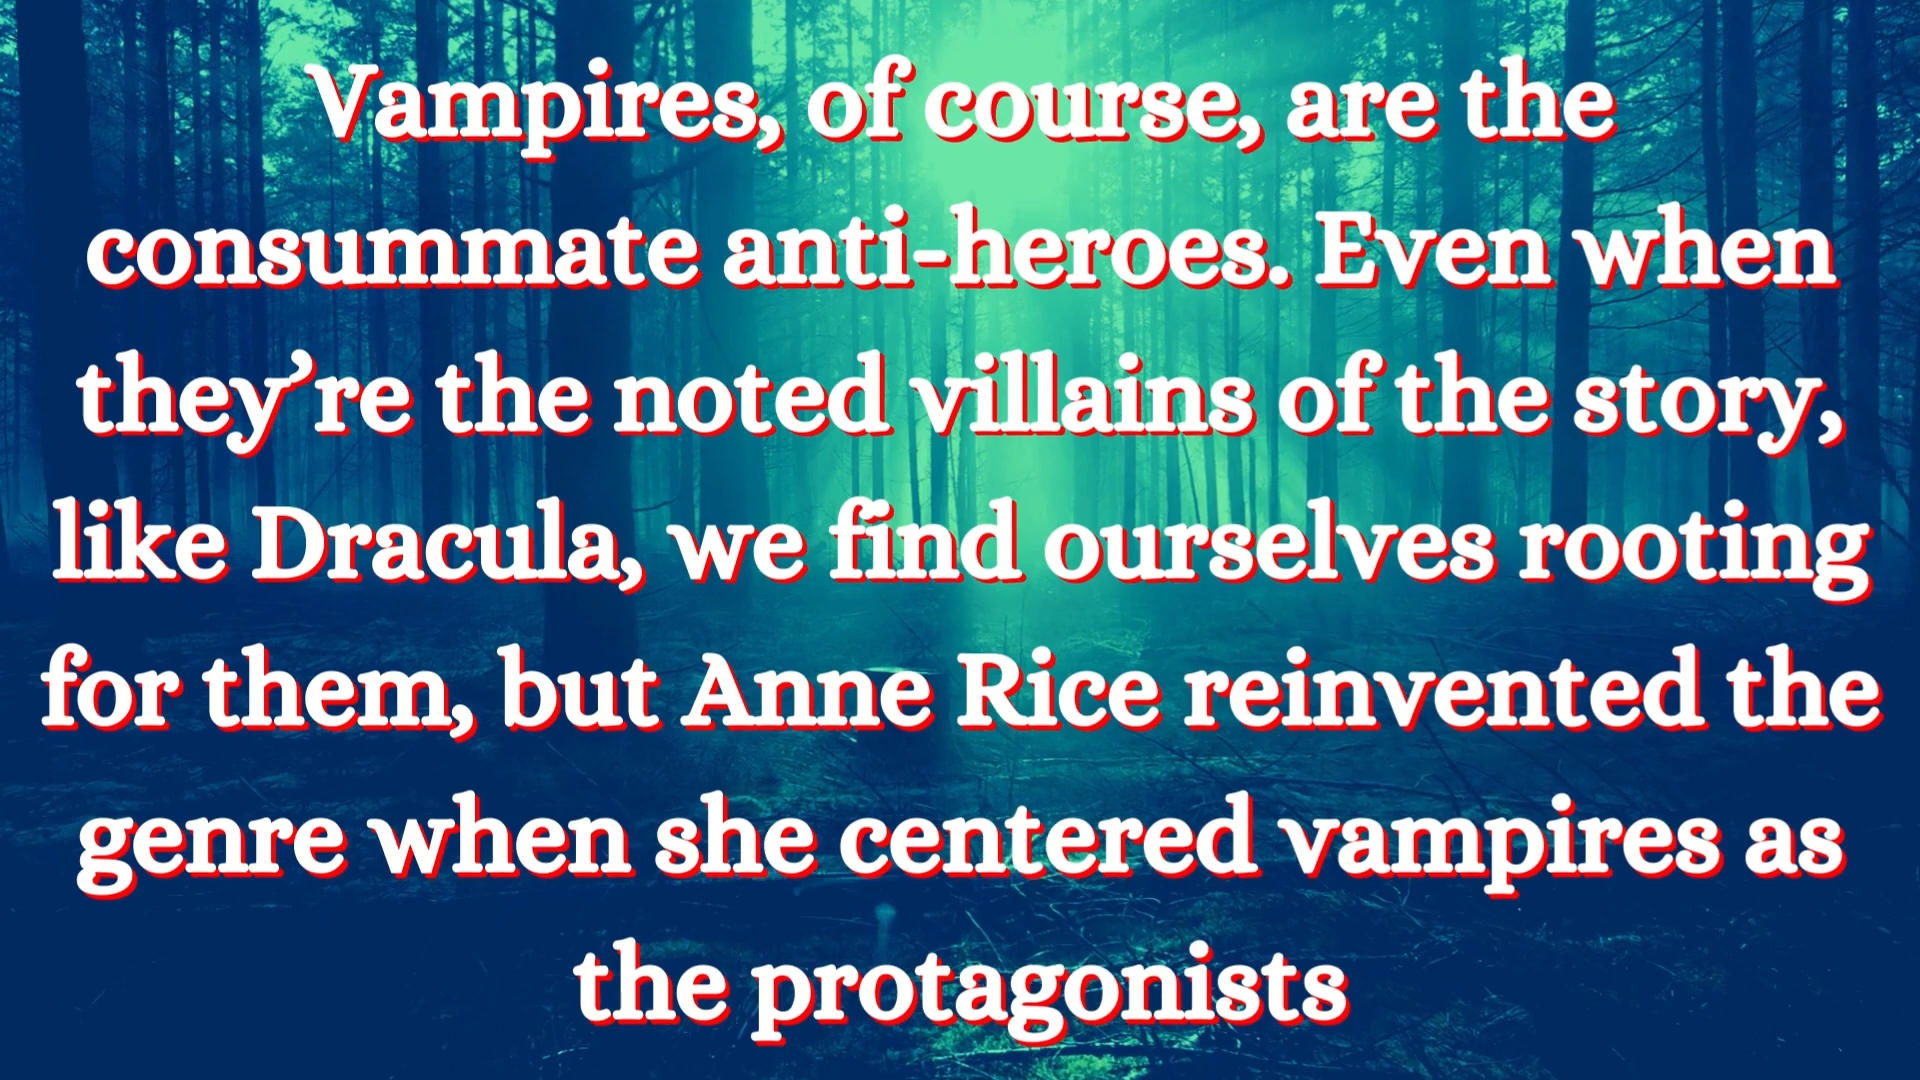 Vampires, of course, are the
consummate anti-heroes. Even when
they’re the noted villains of the story,
like Dracula, we find ourselves rooting
for them, but Anne Rice reinvented the
genre when she centered vampires as
the protagonists